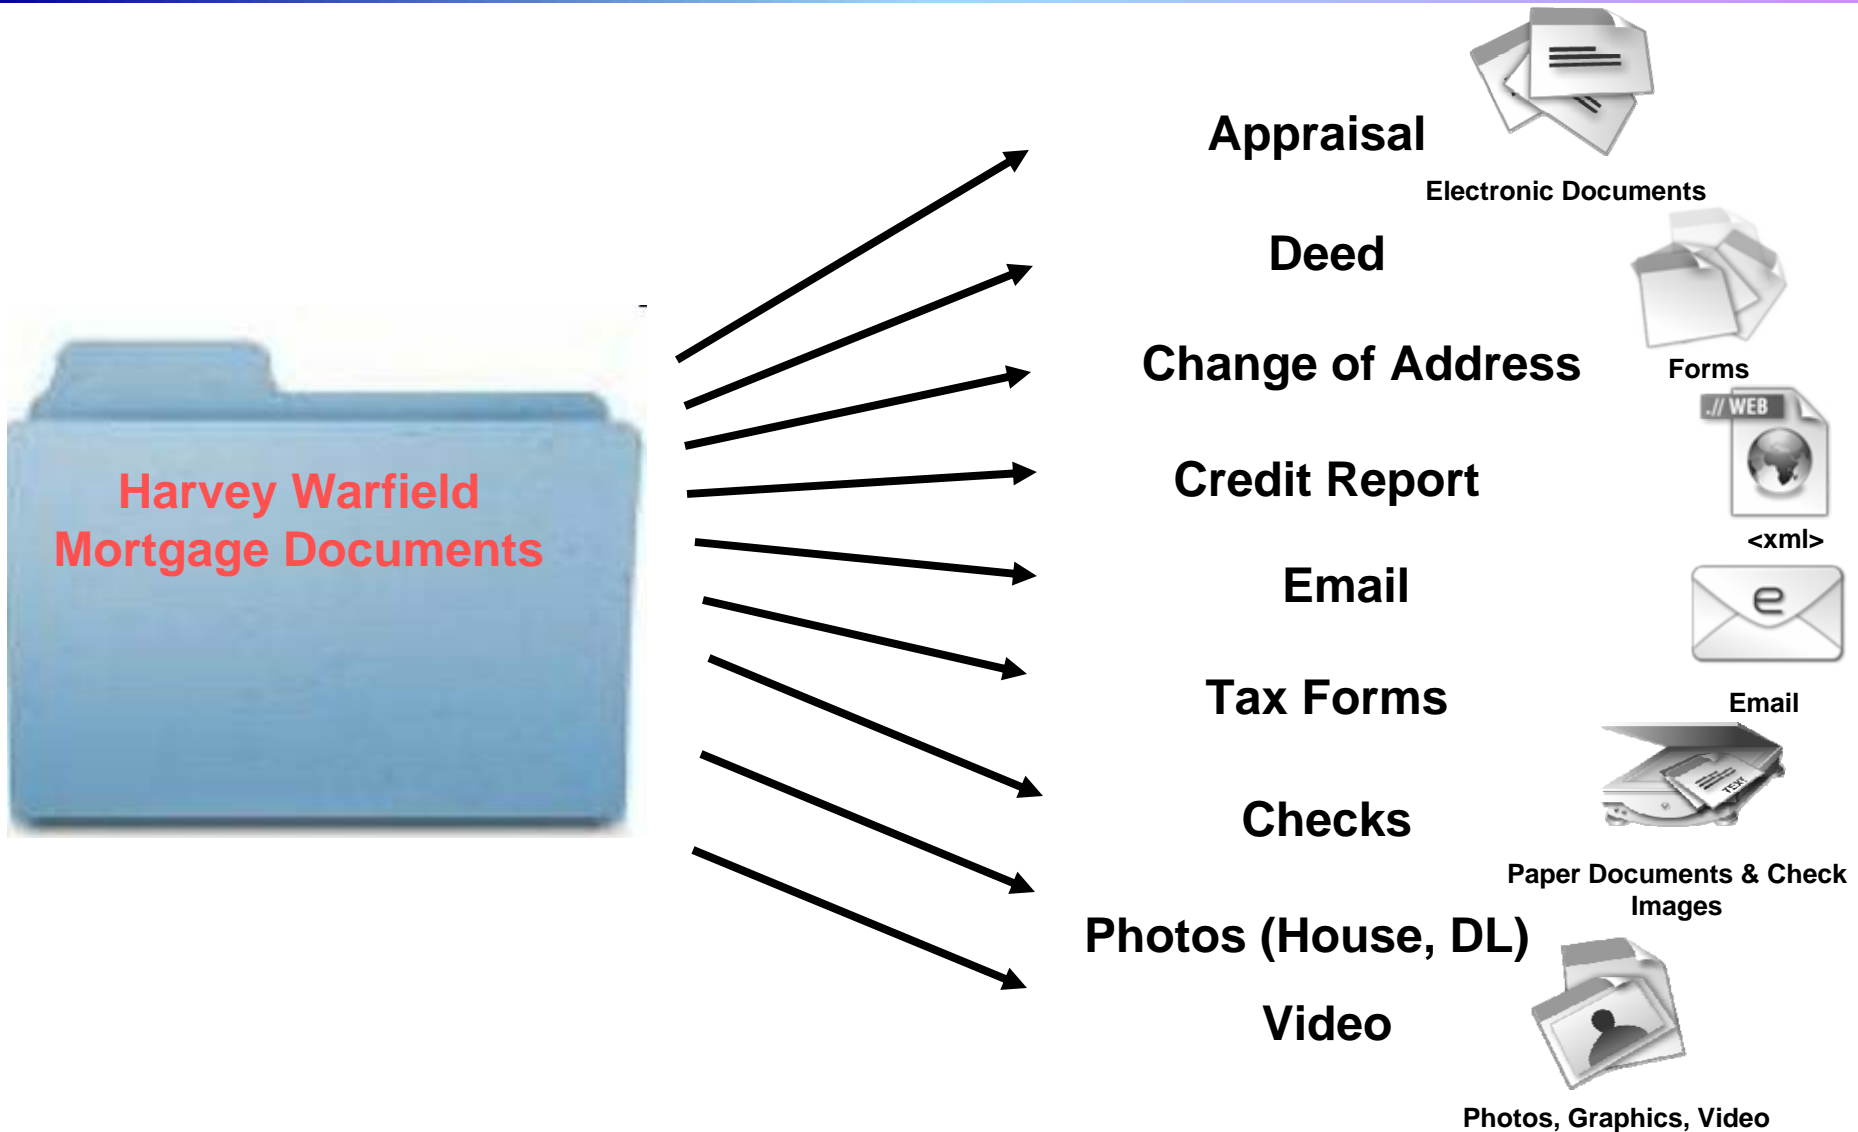 Appraisal
Electronic Documents
Deed
Change of Address
Forms
.// WEB
Harvey Warfield
Mortgage Documents
Credit Report
<xml>
e
Email
Tax Forms
Email
TEXT
Checks
Paper Documents & Check
Images
Photos (House, DL)
Video
Photos, Graphics, Video